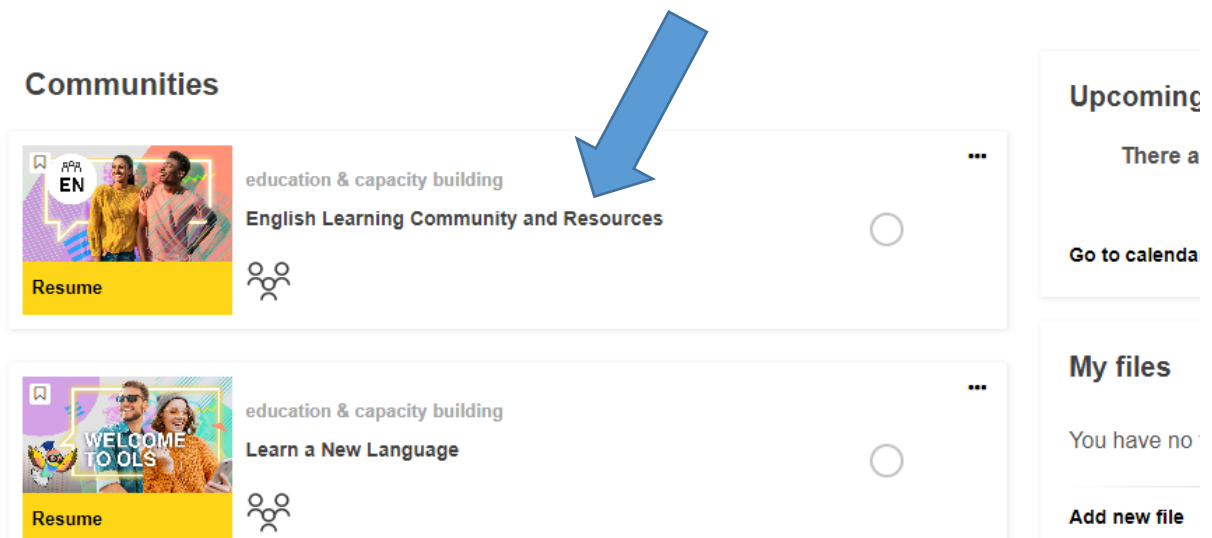 Communities
EN
education & capacity building
English Learning Community and Resources
Resume
WELCOME
TO OLS
education & capacity building
Learn a New Language
Resume
Upcoming
There a
Go to calenda
My files
You have no
Add new file